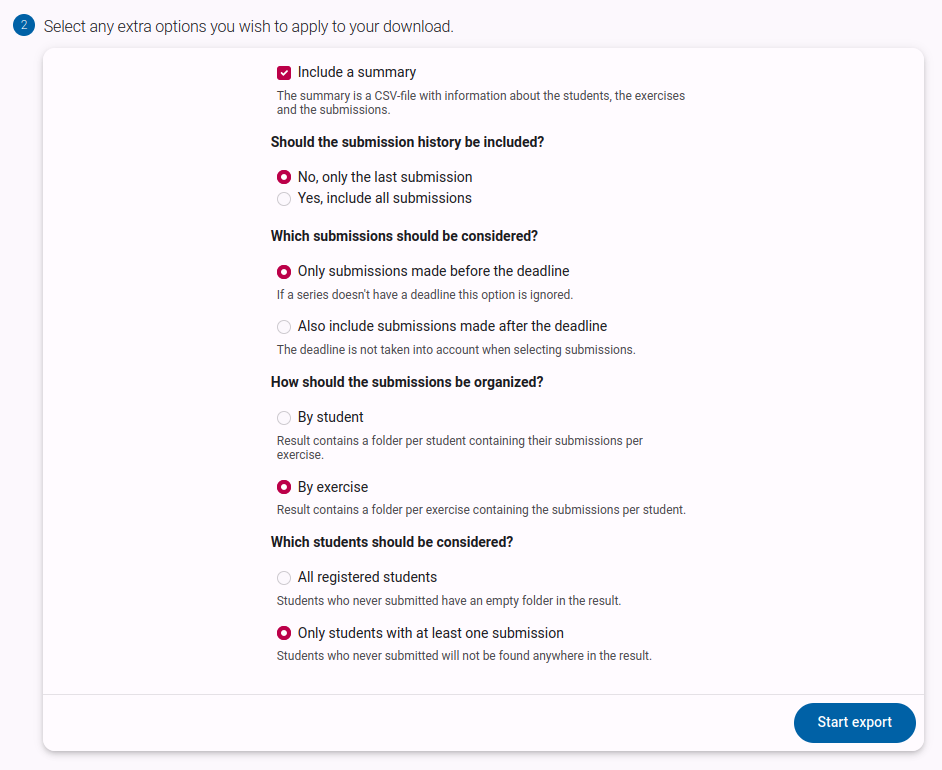 2 Select any extra options you wish to apply to your download.
Include a summary
The summary is a CSV-file with information about the students, the exercises
and the submissions.
Should the submission history be included?
No, only the last submission
Yes, include all submissions
Which submissions should be considered?
Only submissions made before the deadline
If a series doesn't have a deadline this option is ignored.
Also include submissions made after the deadline
The deadline is not taken into account when selecting submissions.
How should the submissions be organized?
By student
Result contains a folder per student containing their submissions per
exercise.
By exercise
Result contains a folder per exercise containing the submissions per student.
Which students should be considered?
All registered students
Students who never submitted have an empty folder in the result.
Only students with at least one submission
Students who never submitted will not be found anywhere in the result.
Start export